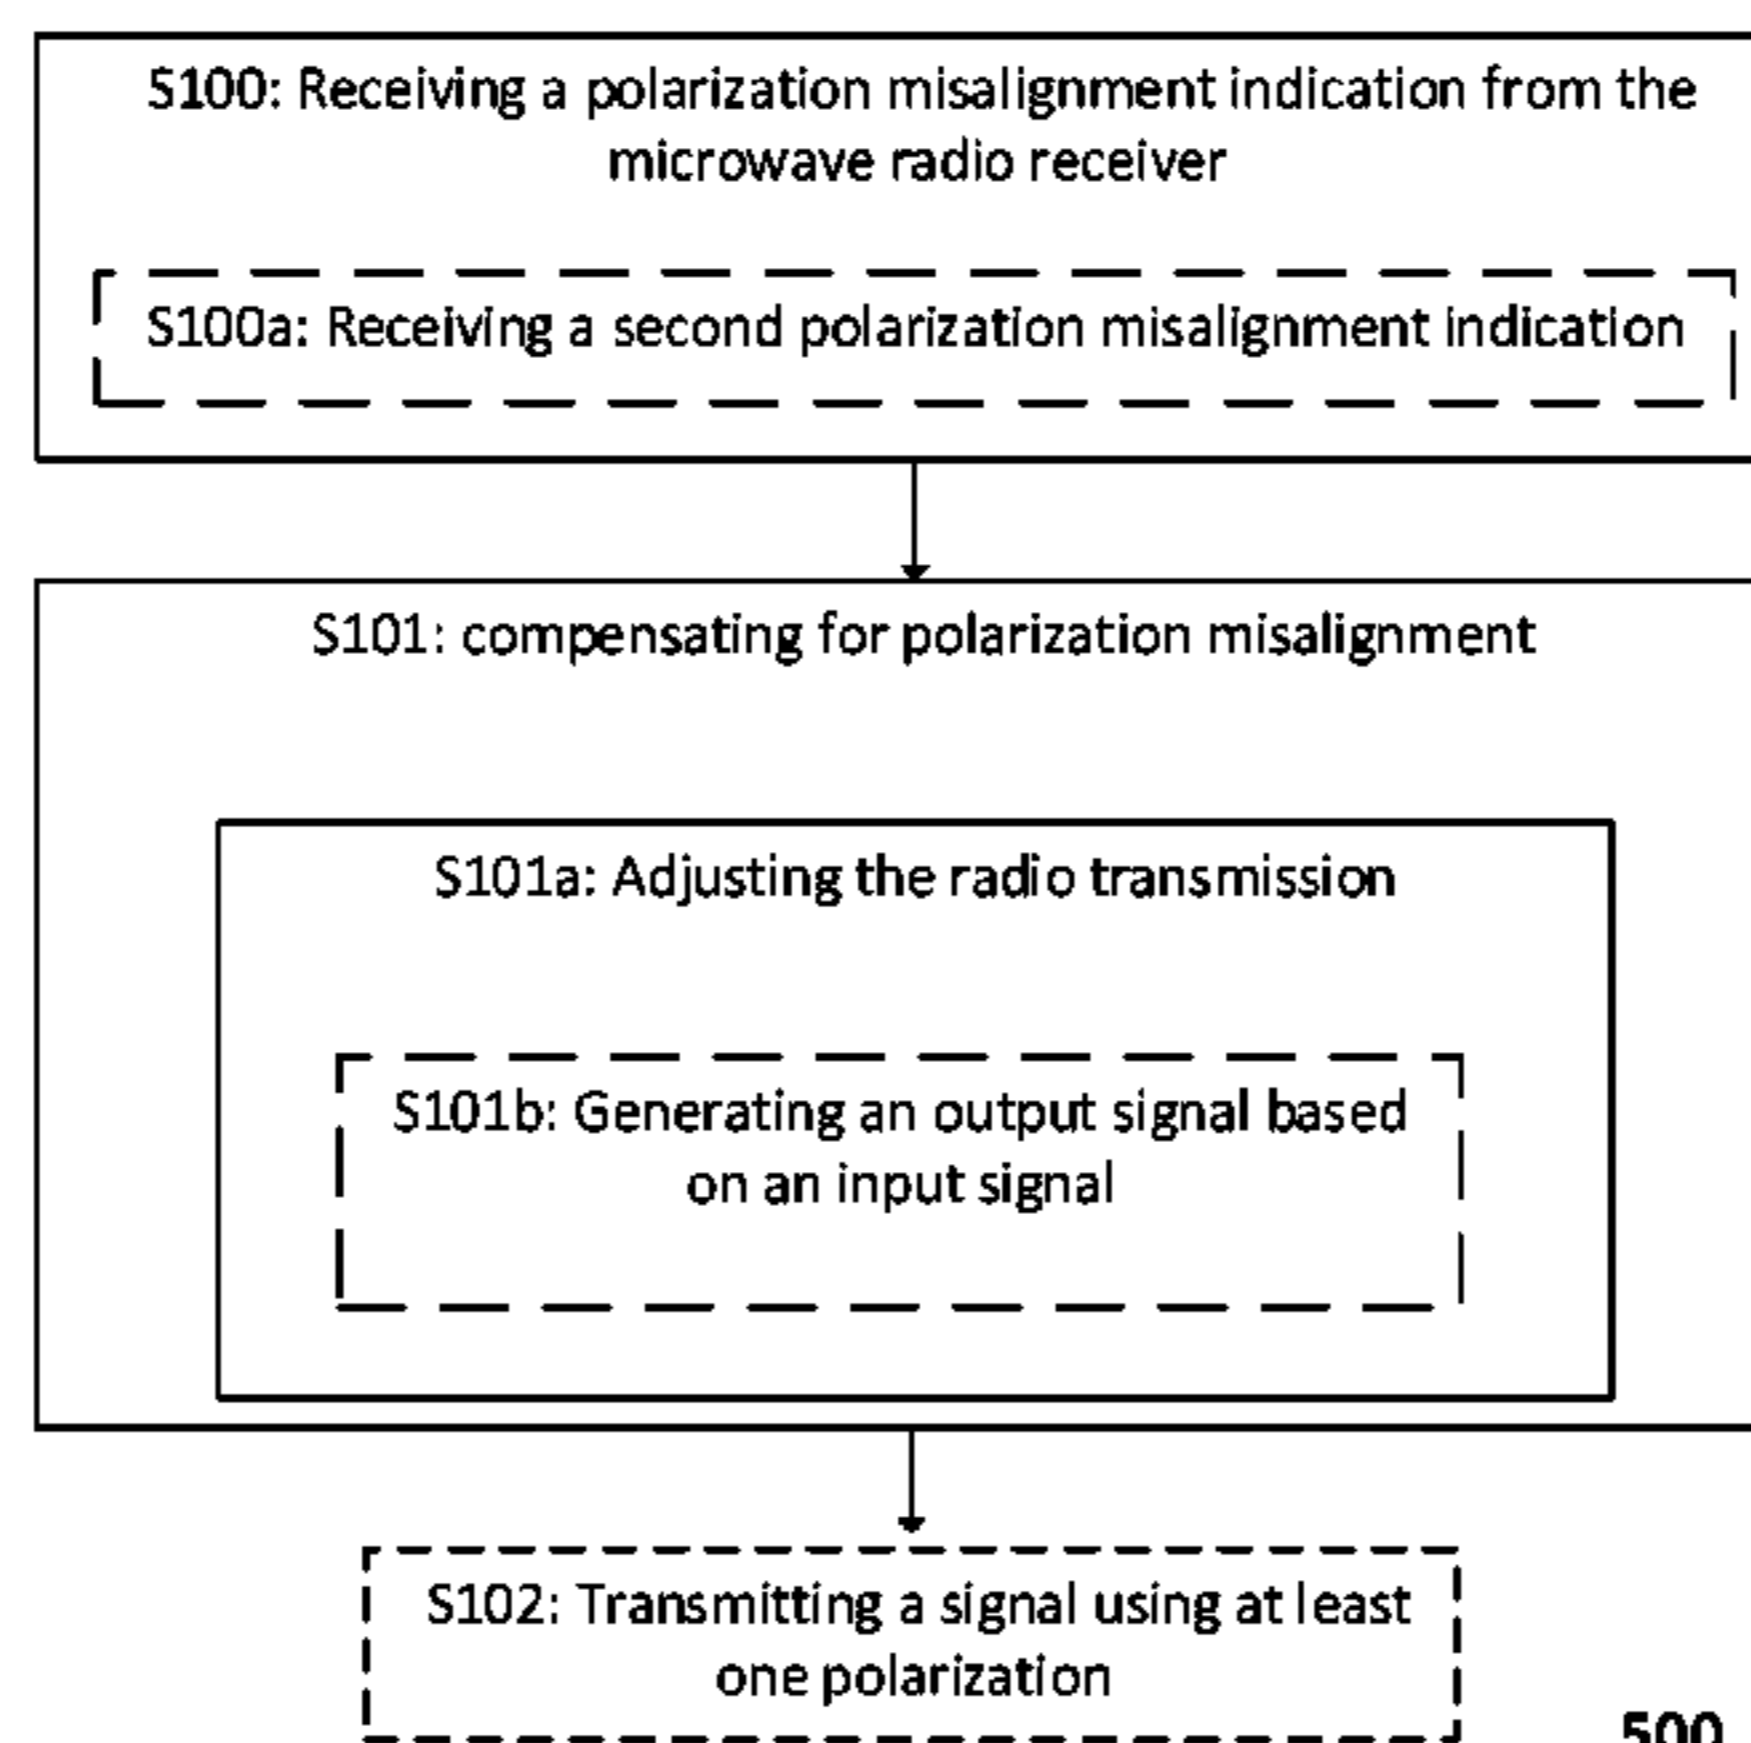 S100: Receiving a polarization misalignment indication from the
microwave radio receiver
S100a: Receiving a second polarization misalignment indication
S101: compensating for polarization misalignment
S101a: Adjusting the radio transmission
S101b: Generating an output signal based
on an input signal
S102: Transmitting a signal using at least
one polarization
500